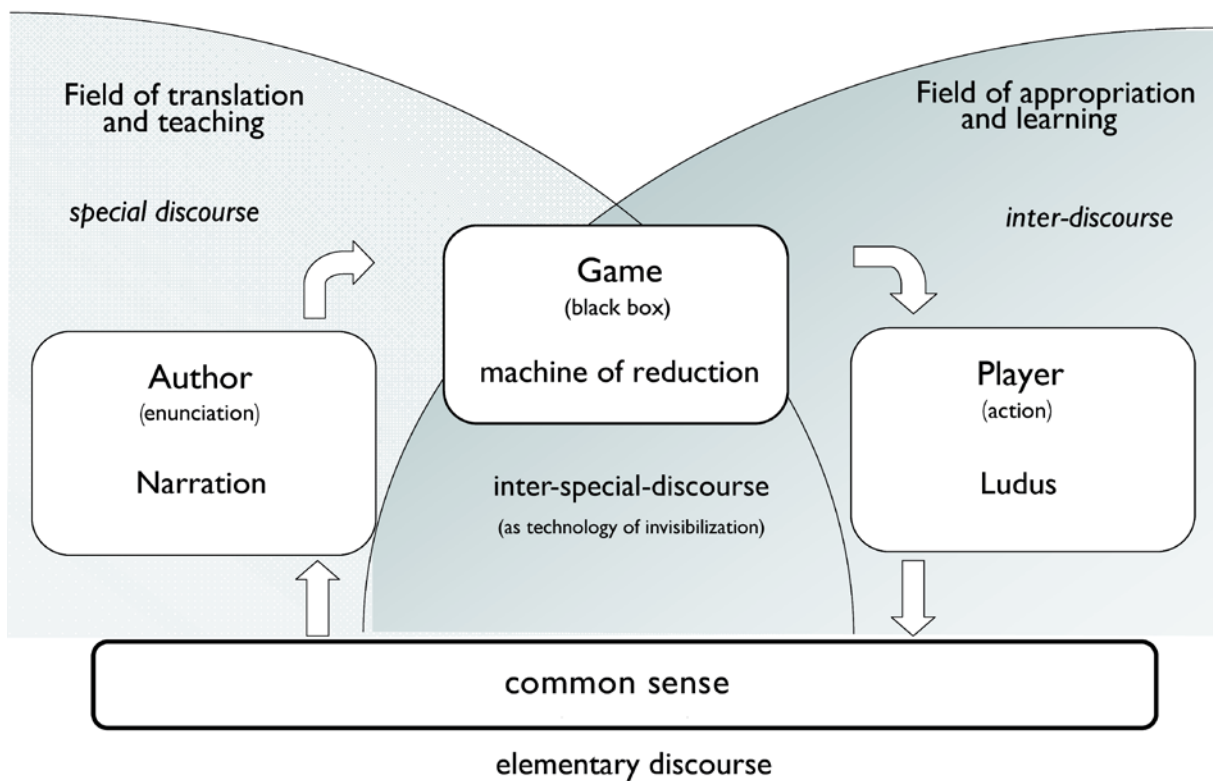 Field of translation
and teaching
special discourse
Field of appropriation
and learning
inter-discourse
Game
(black box)
machine of reduction
Author
(enunciation)
Narration
Player
(action)
Ludus
inter-special-discourse
(as technology of invisibilization)
common sense
elementary discourse